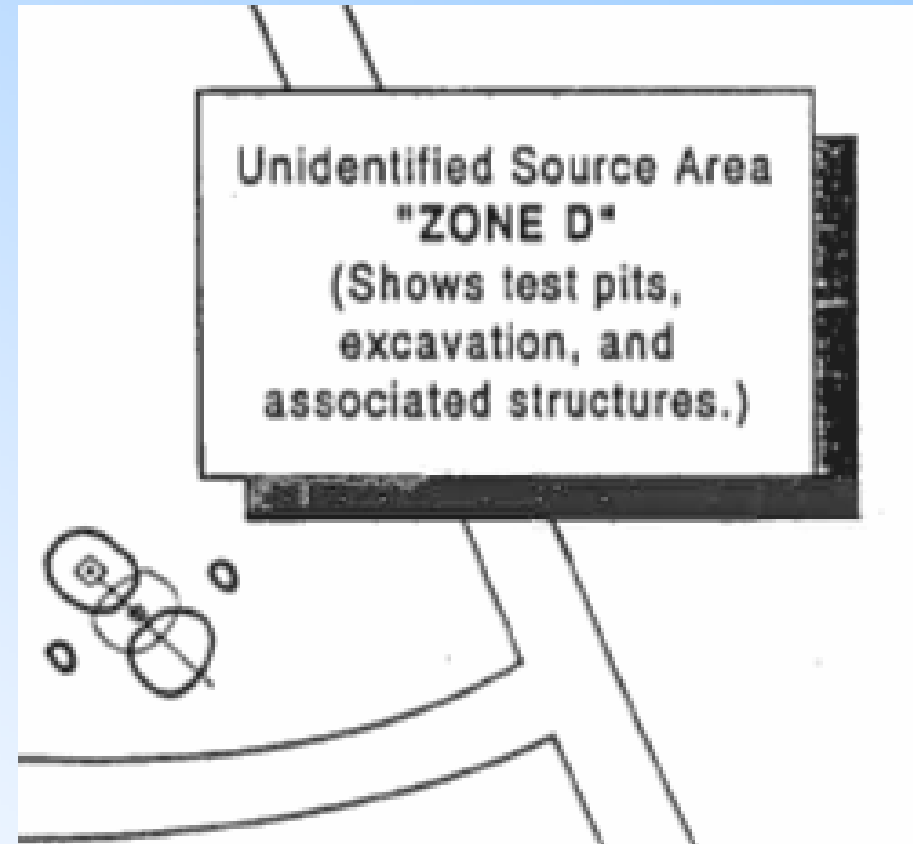 Unidentified Source Area
"ZONE D"
(Shows test pits,
excavation, and
associated structures.)